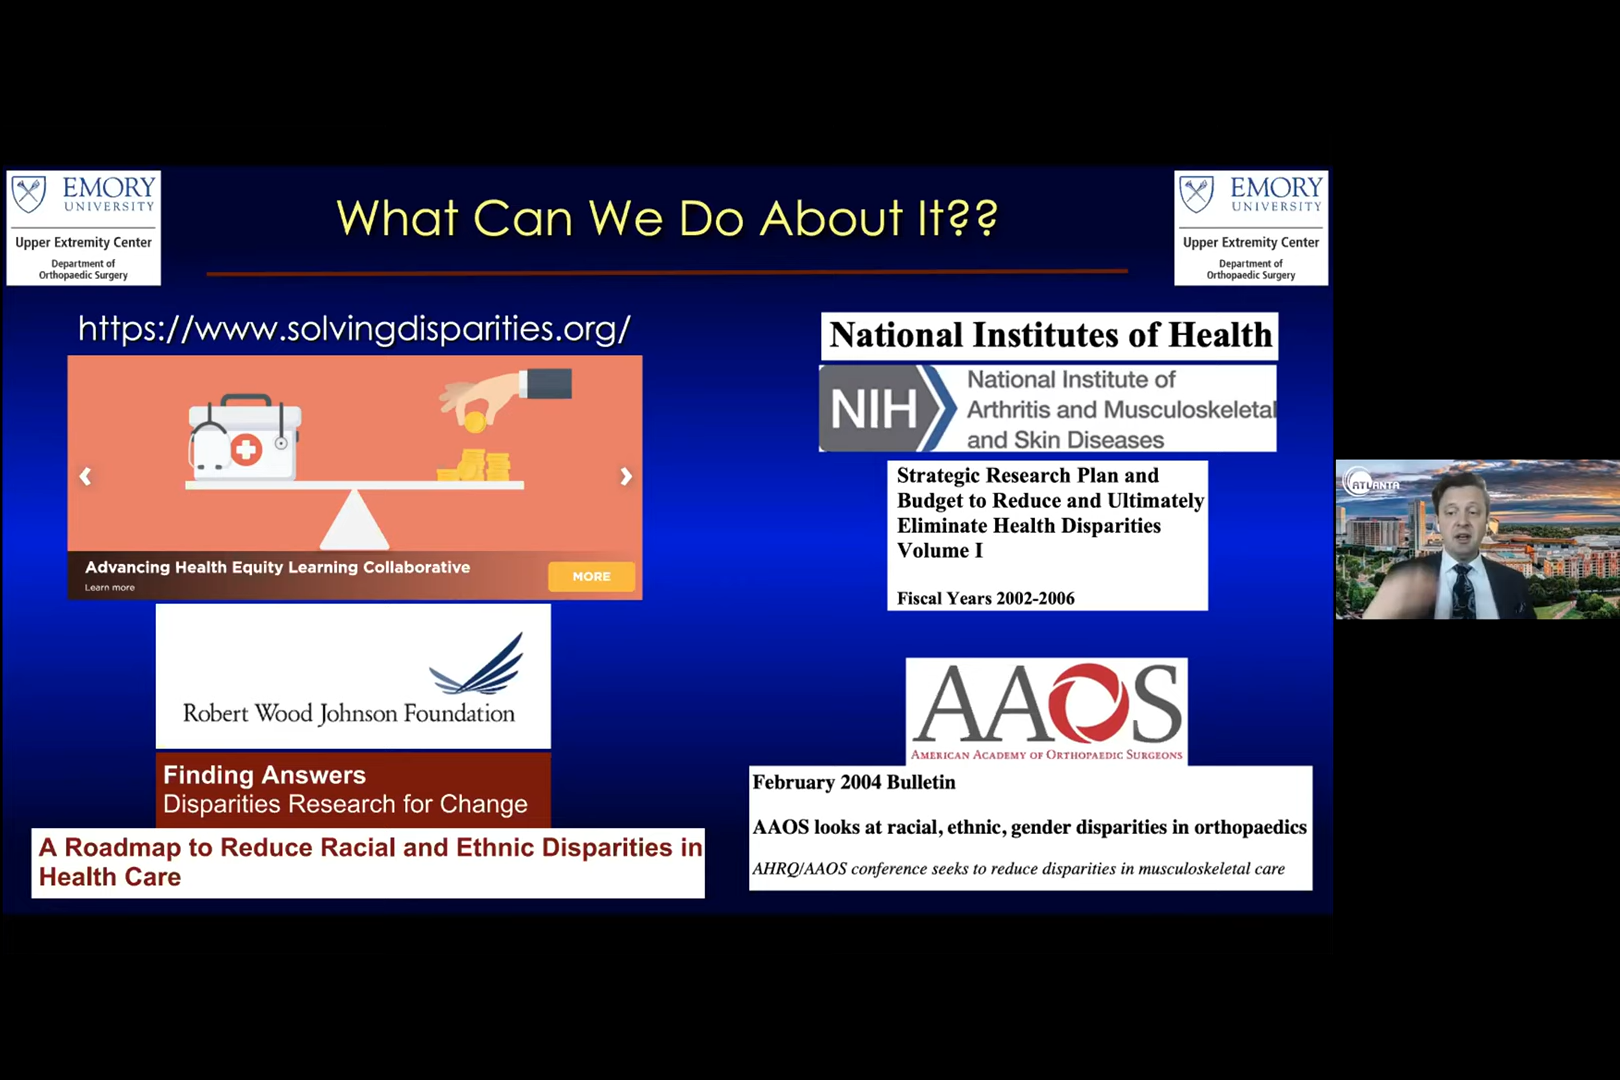 EMORY
UNIVERSITY
Upper Extremity Center
Department of
Orthopaedic Surgery
What Can We Do About It??
EMORY
UNIVERSITY
Upper Extremity Center
Department of
Orthopaedic Surgery
https://www.solvingdisparities.org/
Advancing Health Equity Learning Collaborative
Learn more
MORE
Robert Wood Johnson Foundation
Finding Answers
Disparities Research for Change
A Roadmap to Reduce Racial and Ethnic Disparities in
Health Care
National Institutes of Health
NIH
National Institute of
Arthritis and Musculoskeletal
and Skin Diseases
Strategic Research Plan and
Budget to Reduce and Ultimately
Eliminate Health Disparities
Volume I
Fiscal Years 2002-2006
AAOS
AMERICAN ACADEMY OF ORTHOPAEDIC SURGEONS
February 2004 Bulletin
AAOS looks at racial, ethnic, gender disparities in orthopaedics
AHRQ/AAOS conference seeks to reduce disparities in musculoskeletal care
ATLANTA